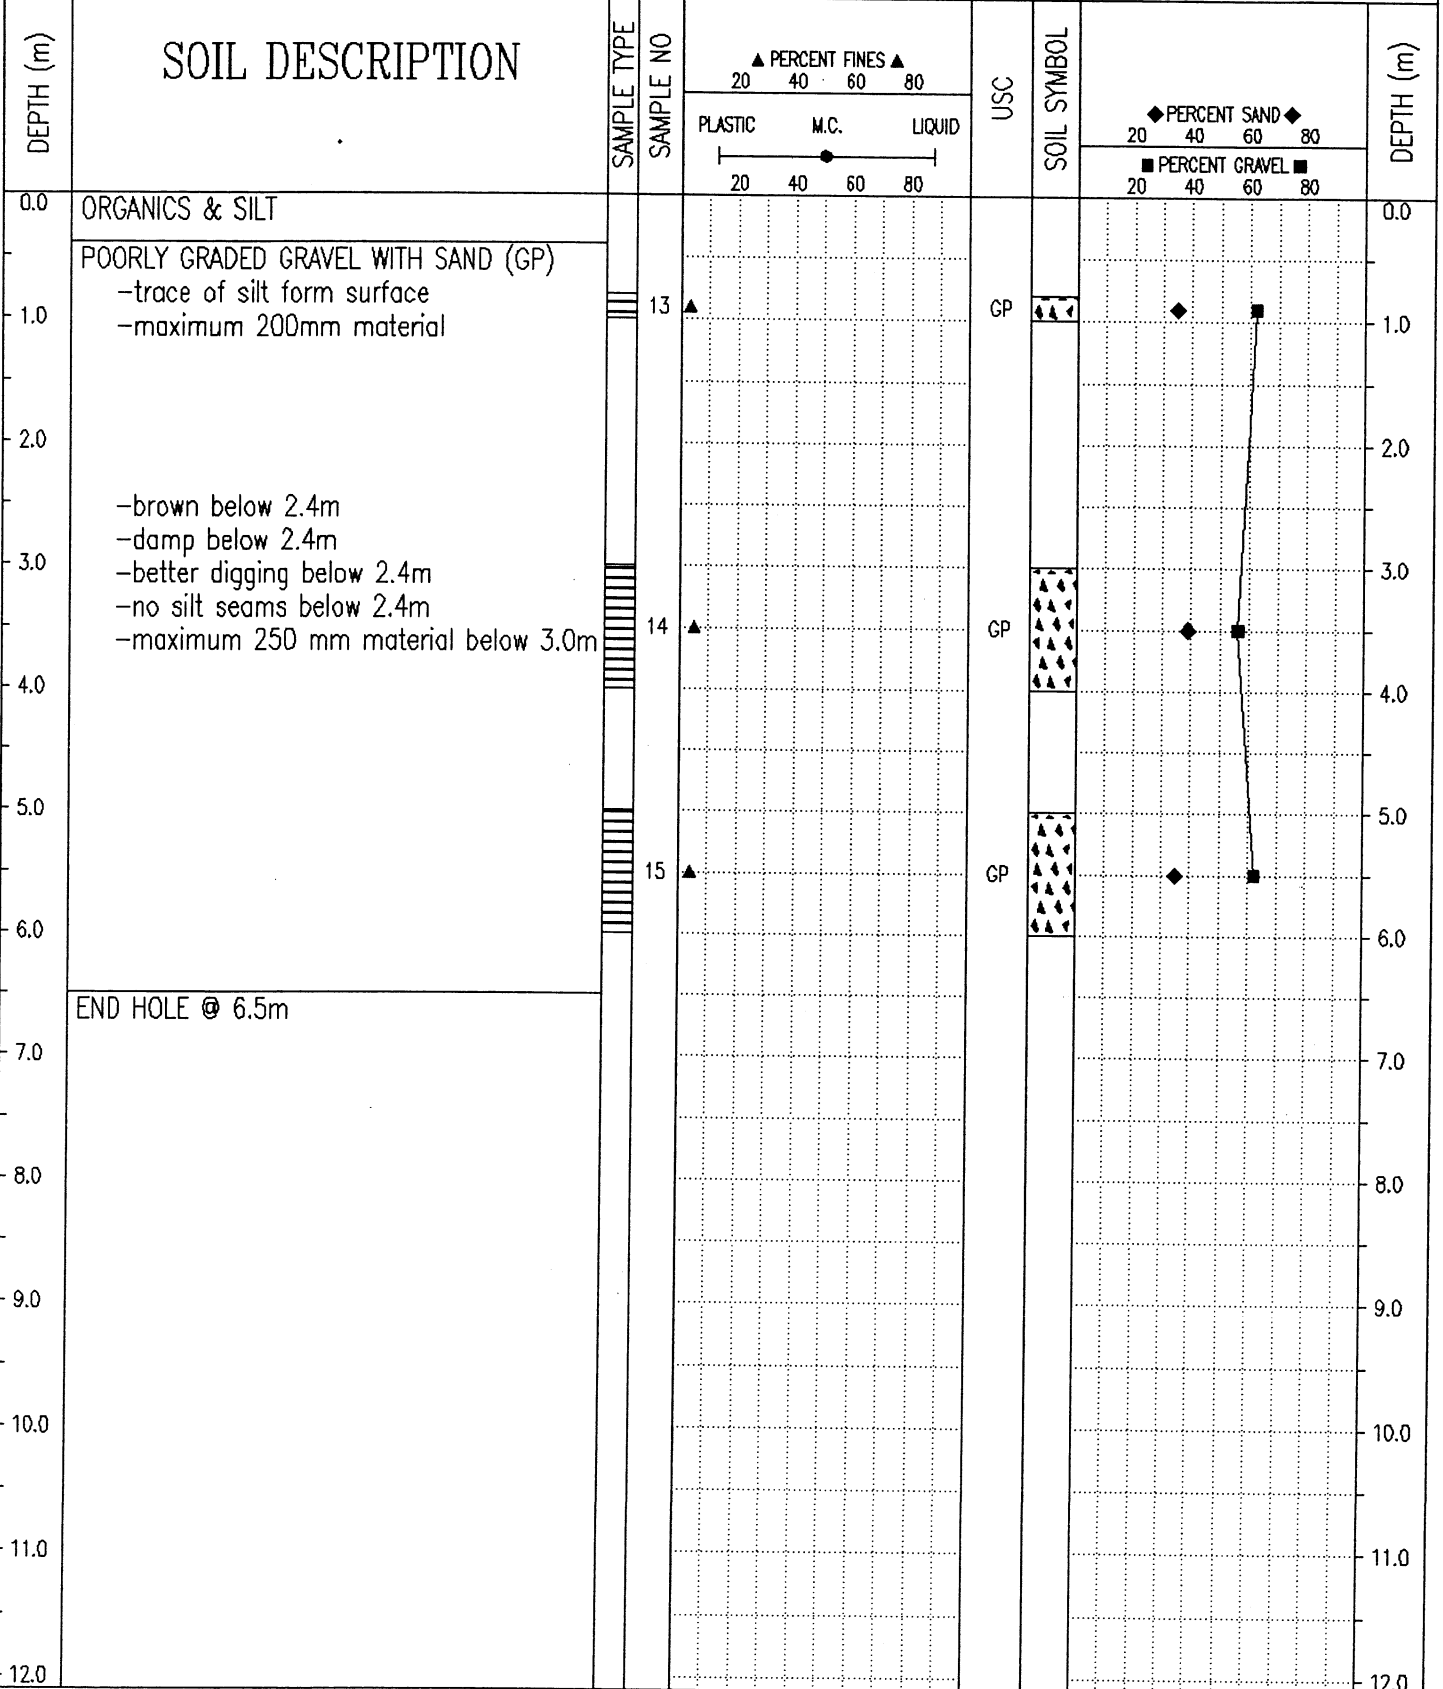 DEPTH (m)
SOIL DESCRIPTION
SAMPLE TYPE
SAMPLE NO
▲ PERCENT FINES ▲
20 40 60 80
PLASTIC M.C. LIQUID
20 40 60 80
USC
SOIL SYMBOL
◆ PERCENT SAND ◆
20 40 60 80
■ PERCENT GRAVEL ■
20 40 60 80
DEPTH (m)
0.0 ORGANICS & SILT 0.0
POORLY GRADED GRAVEL WITH SAND (GP)
-trace of silt form surface
13 GP
1.0 -maximum 200mm material 1.0
2.0 2.0
-brown below 2.4m
-damp below 2.4m
3.0 -better digging below 2.4m 3.0
-no silt seams below 2.4m
-maximum 250 mm material below 3.0m 14 GP
4.0 4.0
5.0 5.0
15 GP
6.0 6.0
END HOLE @ 6.5m
7.0 7.0
8.0 8.0
9.0 9.0
10.0 10.0
11.0 11.0
12.0 12.0